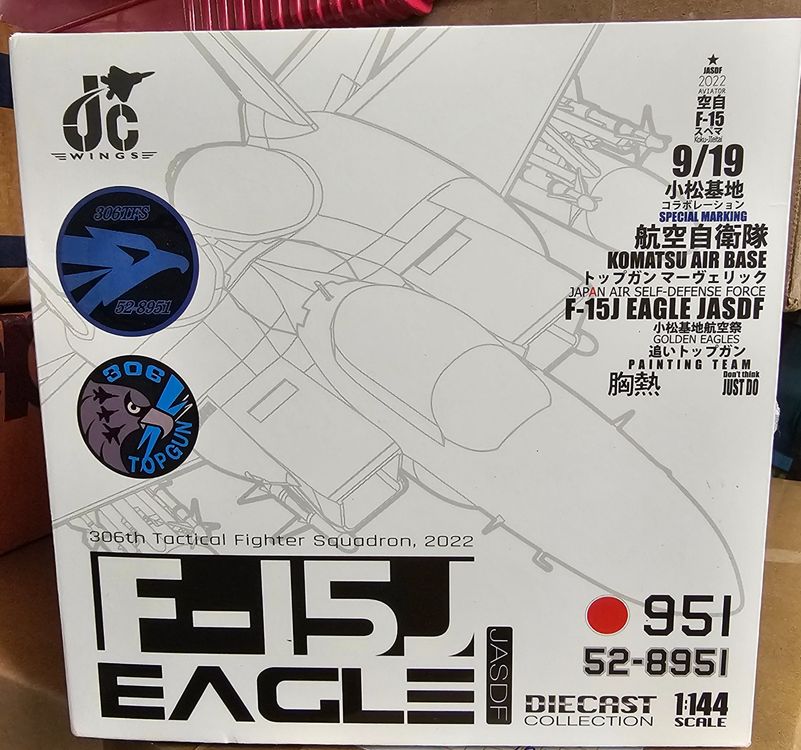 JC
WINGS
306TFS
52-8951
306
TOPGUN
★
JASDF
2022
AVIATOR
空自
F-15
スペマ
9/19
小松基地
コラボレーション
SPECIAL MARKING
航空自衛隊
KOMATSU AIR BASE
トップガン マーヴェリック
JAPAN AIR SELF-DEFENSE FORCE
F-15J EAGLE JASDF
小松基地航空祭
GOLDEN EAGLES
追いトップガン
PAINTING TEAM
胸熱
Don't think
JUST DO
306th Tactical Fighter Squadron, 2022
F-15J
EAGLE
JASDF
951
52-8951
DIECAST
COLLECTION
1:144
SCALE